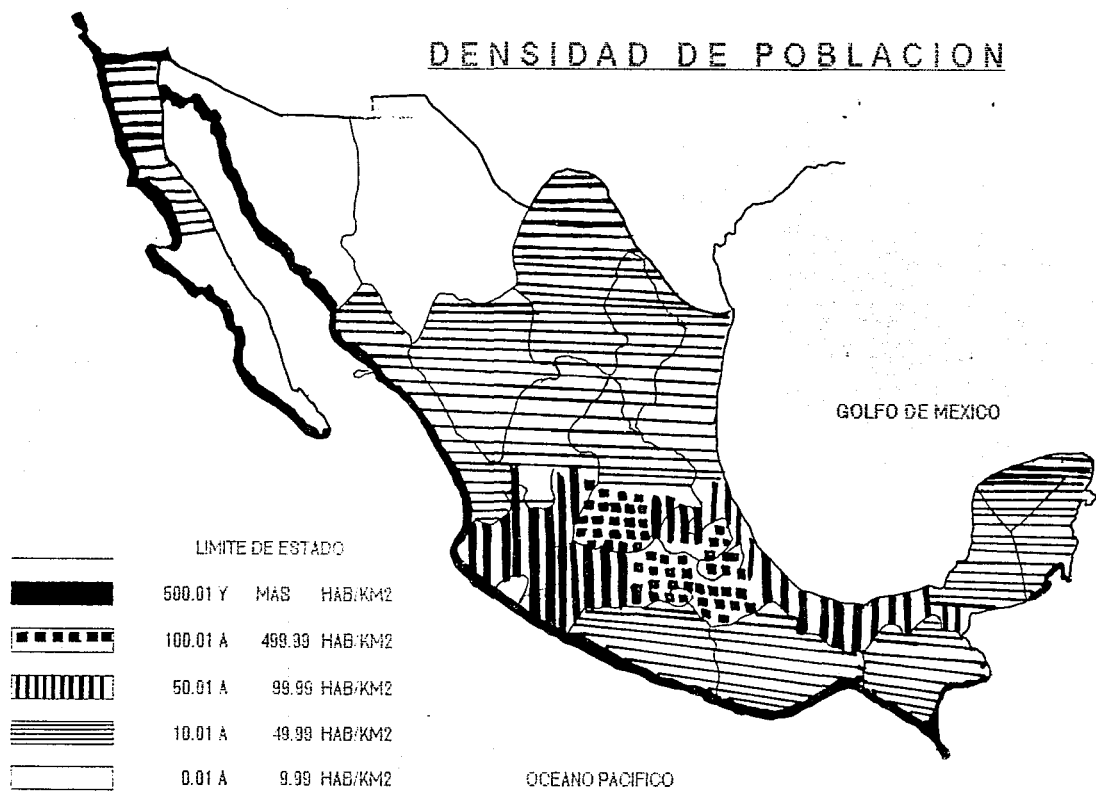 DENSIDAD DE POBLACION
GOLFO DE MEXICO
LIMITE DE ESTADO
500.01 Y MAS HAB/KM2
100.01 A 499.99 HAB/KM2
50.01 A 99.99 HAB/KM2
10.01 A 49.99 HAB/KM2
0.01 A 9.99 HAB/KM2
OCEANO PACIFICO